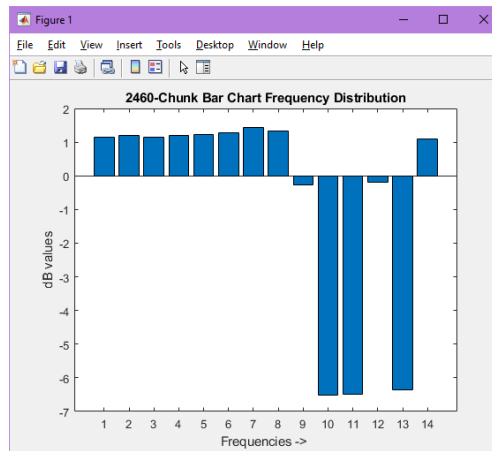 Figure 1
File Edit View Insert Tools Desktop Window Help
2460-Chunk Bar Chart Frequency Distribution
2
1
0
-1
-2
-3
-4
-5
-6
-7
dB values
1 2 3 4 5 6 7 8 9 10 11 12 13 14
Frequencies ->